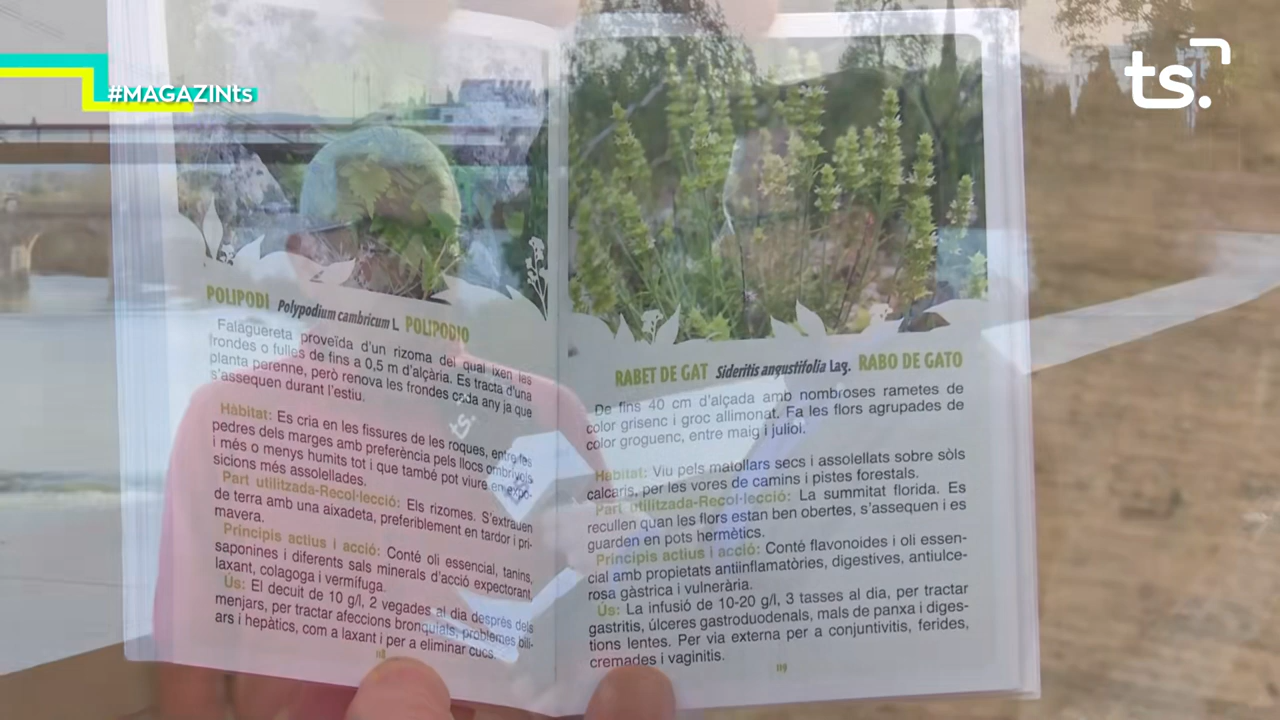 #MAGAZINts
ts.
POLIPODI Polypodium cambricum L POLIPODIO
Falaguereta proveïda d'un rizoma del qual ixen las
frondes o fulles de fins a 0,5 m d'alçària. Es tracta d'una
planta perenne, però renova les frondes cada any ja que
s'assequen durant l'estiu.
Hàbitat: Es cria en les fissures de les roques, entre les
pedres dels marges amb preferència pels llocs ombrívols
i més o menys humits tot i que també pot viure en expo-
sicions més assolellades.
Part utilitzada-Recol·lecció: Els rizomes. S'extrauen
de terra amb una aixadeta, preferiblement en tardor i pri-
mavera.
Principis actius i acció: Conté oli essencial, tanins,
saponines i diferents sals minerals d'acció expectorant,
laxant, colagoga i vermífuga.
Ús: El decuit de 10 g/l, 2 vegades al dia després dels
menjars, per tractar afeccions bronquials, problemes bili-
ars i hepàtics, com a laxant i per a eliminar cucs.
118
RABET DE GAT Sideritis angustifolia Lag. RABO DE GATO
De fins 40 cm d'alçada amb nombroses rametes de
color grisenc i groc allimonat. Fa les flors agrupades de
color groguenc, entre maig i juliol.
Hàbitat: Viu pels matollars secs i assolellats sobre sòls
calcaris, per les vores de camins i pistes forestals.
Part utilitzada-Recol·lecció: La summitat florida. Es
recullen quan les flors estan ben obertes, s'assequen i es
guarden en pots hermètics.
Principis actius i acció: Conté flavonoides i oli essen-
cial amb propietats antiinflamatòries, digestives, antiulce-
rosa gàstrica i vulnerària.
Ús: La infusió de 10-20 g/l, 3 tasses al dia, per tractar
gastritis, úlceres gastroduodenals, mals de panxa i diges-
tions lentes. Per via externa per a conjuntivitis, ferides,
cremades i vaginitis.
119